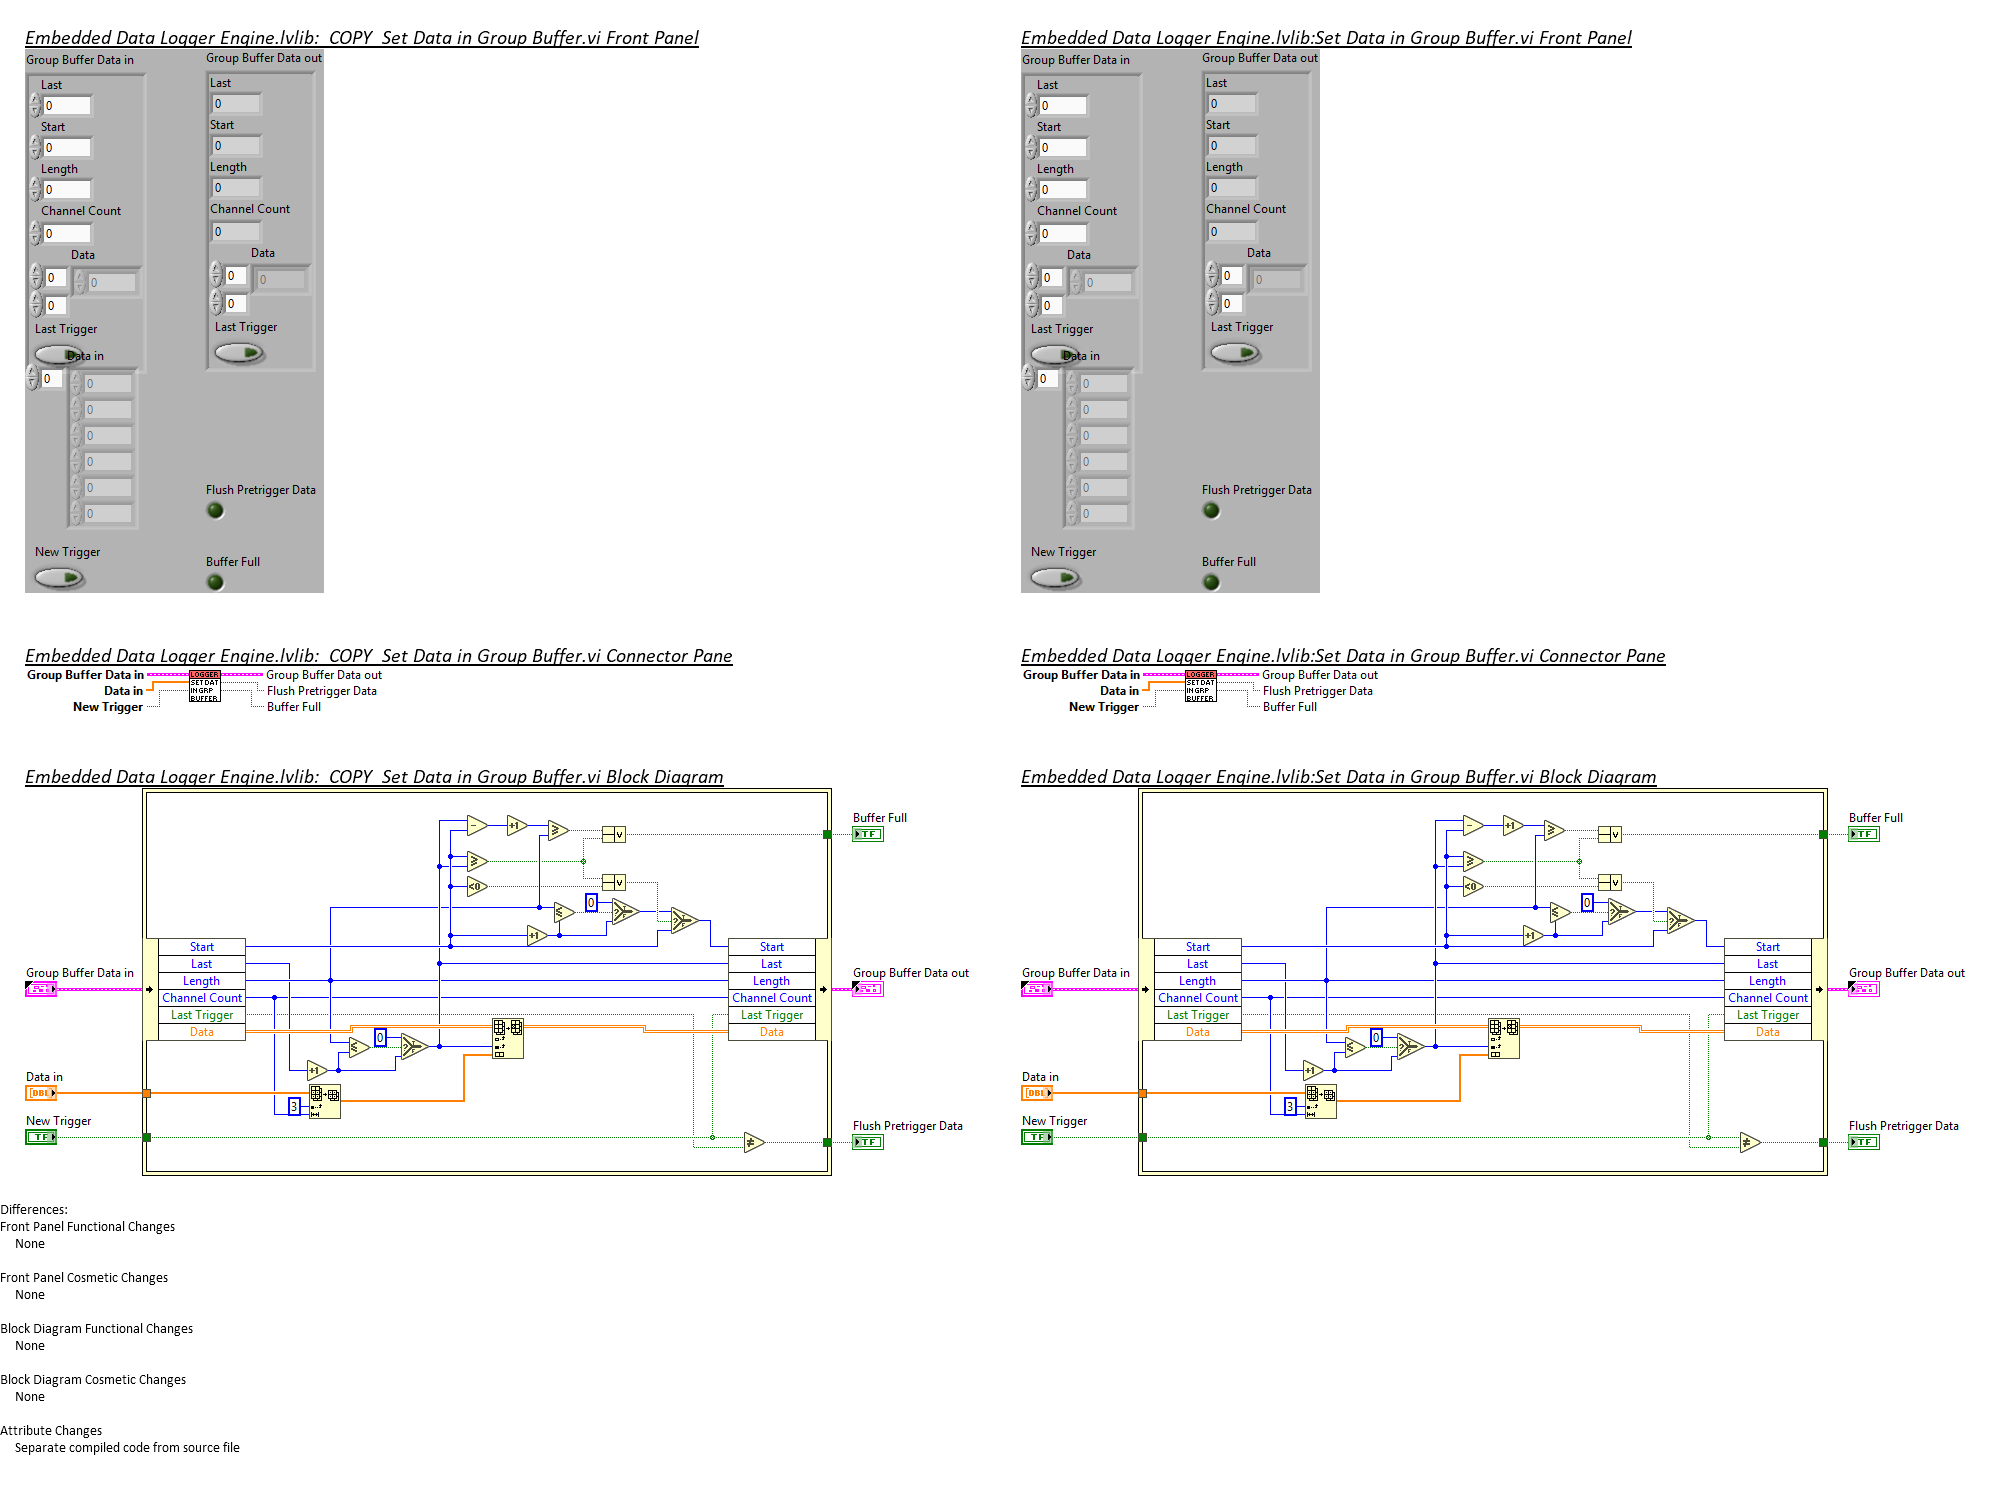 Embedded Data Logger Engine.lvlib:  COPY  Set Data in Group Buffer.vi Front Panel
Group Buffer Data in
Group Buffer Data out
Last
0
Last
0
Start
0
Start
0
Length
0
Length
0
Channel Count
0
Channel Count
0
Data
0
0
0
Data
0
0
0
Last Trigger
Last Trigger
Data in
0
0
0
0
0
0
0
Flush Pretrigger Data
New Trigger
Buffer Full
Embedded Data Logger Engine.lvlib:Set Data in Group Buffer.vi Front Panel
Group Buffer Data in
Group Buffer Data out
Last
0
Last
0
Start
0
Start
0
Length
0
Length
0
Channel Count
0
Channel Count
0
Data
0
0
0
Data
0
0
0
Last Trigger
Last Trigger
Data in
0
0
0
0
0
0
0
Flush Pretrigger Data
New Trigger
Buffer Full
Embedded Data Logger Engine.lvlib:  COPY  Set Data in Group Buffer.vi Connector Pane
Group Buffer Data in
Data in
New Trigger
LOGGER
SET DAT
IN GRP
BUFFER
Group Buffer Data out
Flush Pretrigger Data
Buffer Full
Embedded Data Logger Engine.lvlib:Set Data in Group Buffer.vi Connector Pane
Group Buffer Data in
Data in
New Trigger
LOGGER
SET DAT
IN GRP
BUFFER
Group Buffer Data out
Flush Pretrigger Data
Buffer Full
Embedded Data Logger Engine.lvlib:  COPY  Set Data in Group Buffer.vi Block Diagram
Buffer Full
TF
-
+1
≥
V
≥
<0
V
0
≤
?
T
F
?
T
F
+1
Start
Last
Length
Channel Count
Last Trigger
Data
Start
Last
Length
Channel Count
Last Trigger
Data
Group Buffer Data in
Group Buffer Data out
0
≤
?
T
F
+1
Data in
[DBL]
3
New Trigger
TF
≠
Flush Pretrigger Data
TF
Embedded Data Logger Engine.lvlib:Set Data in Group Buffer.vi Block Diagram
Buffer Full
TF
-
+1
≥
V
≥
<0
V
0
≤
?
T
F
?
T
F
+1
Start
Last
Length
Channel Count
Last Trigger
Data
Start
Last
Length
Channel Count
Last Trigger
Data
Group Buffer Data in
Group Buffer Data out
0
≤
?
T
F
+1
Data in
[DBL]
3
New Trigger
TF
≠
Flush Pretrigger Data
TF
Differences:
Front Panel Functional Changes
None
Front Panel Cosmetic Changes
None
Block Diagram Functional Changes
None
Block Diagram Cosmetic Changes
None
Attribute Changes
Separate compiled code from source file